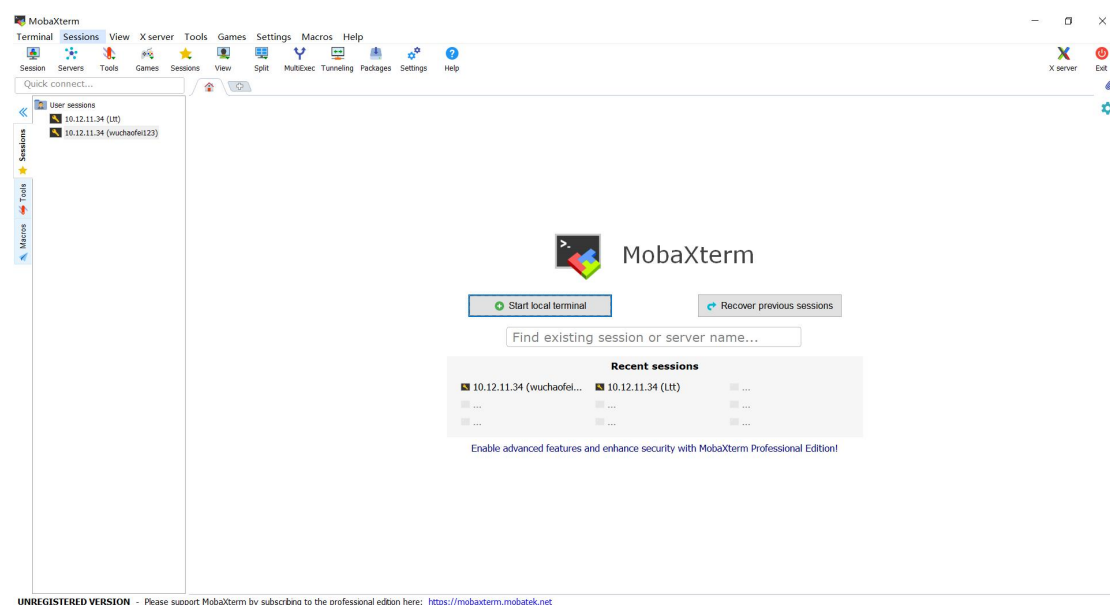 MobaXterm
Terminal Sessions View X server Tools Games Settings Macros Help
Session Servers Tools Games Sessions View Split MultiExec Tunneling Packages Settings Help X server Exit
Quick connect...
User sessions
10.12.11.34 (Ltt)
10.12.11.34 (wuchaofei123)
Sessions
Tools
Macros
>.
MobaXterm
Start local terminal Recover previous sessions
Find existing session or server name...
Recent sessions
10.12.11.34 (wuchaofei... 10.12.11.34 (Ltt) ...
... ... ...
... ... ...
Enable advanced features and enhance security with MobaXterm Professional Edition!
UNREGISTERED VERSION - Please support MobaXterm by subscribing to the professional edition here: https://mobaxterm.mobatek.net